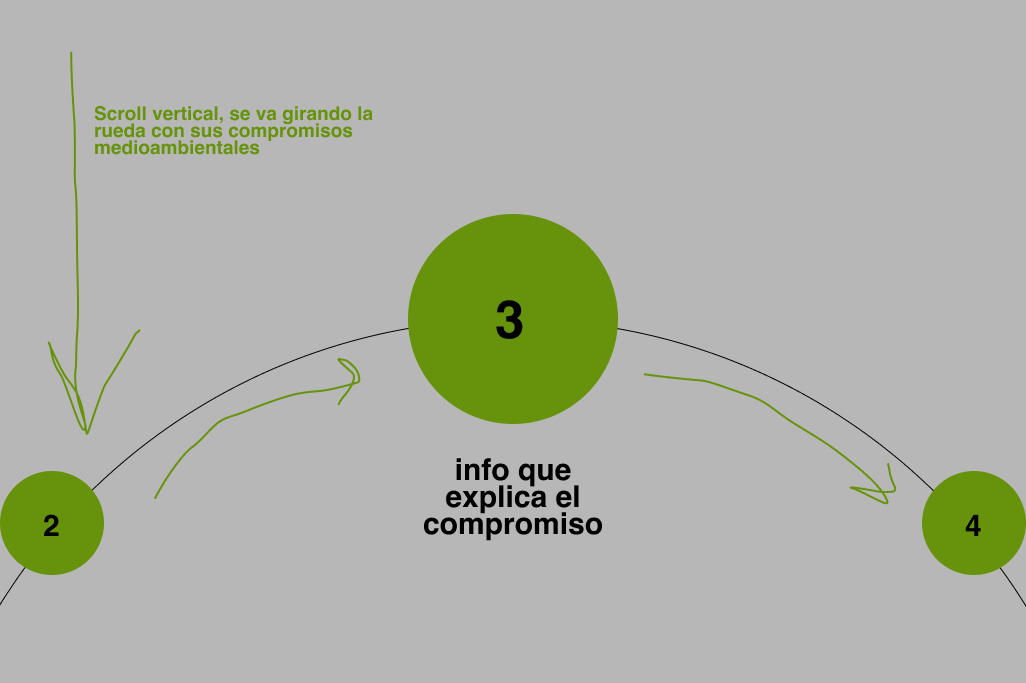 Scroll vertical, se va girando la
rueda con sus compromisos
medioambientales
3
info que
explica el
compromiso
2
4